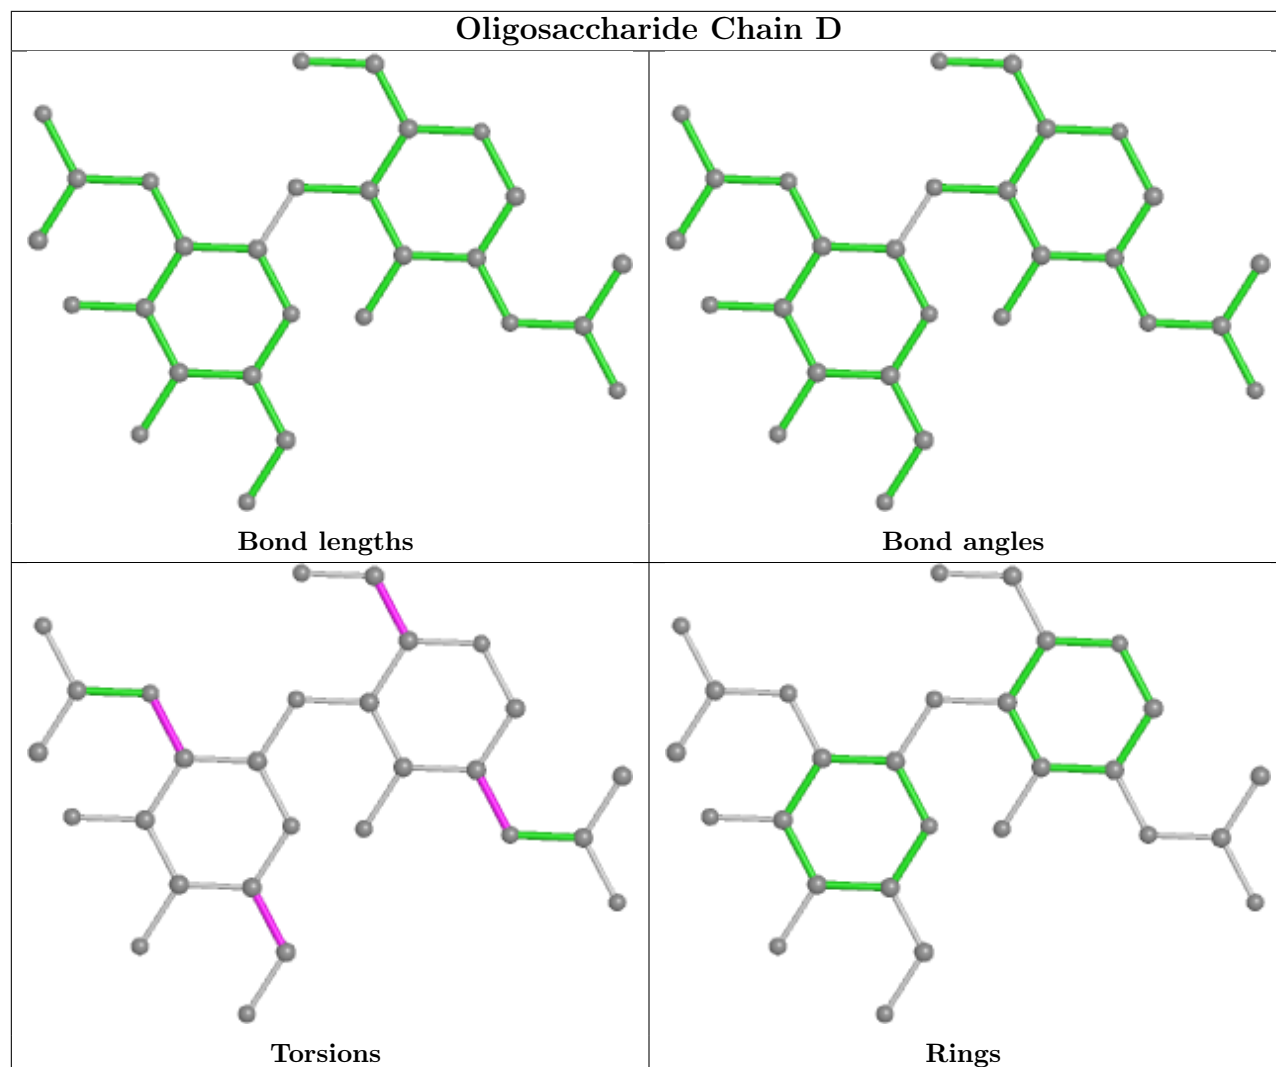 Oligosaccharide Chain D
Bond lengths
Bond angles
Torsions
Rings